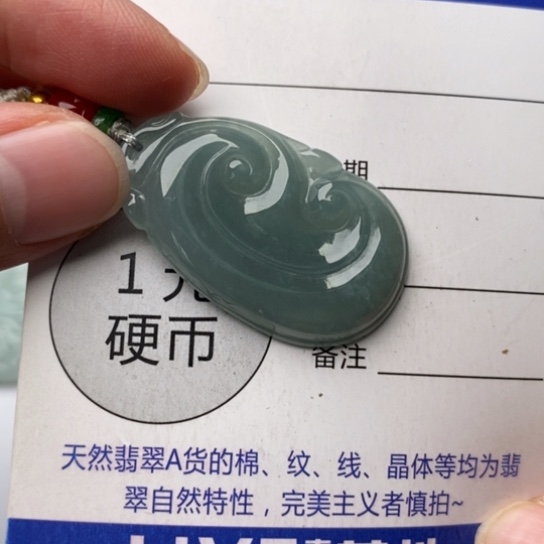 期
1元
硬币
备注
天然翡翠A货的棉、纹、线、晶体等均为翡
翠自然特性，完美主义者慎拍~